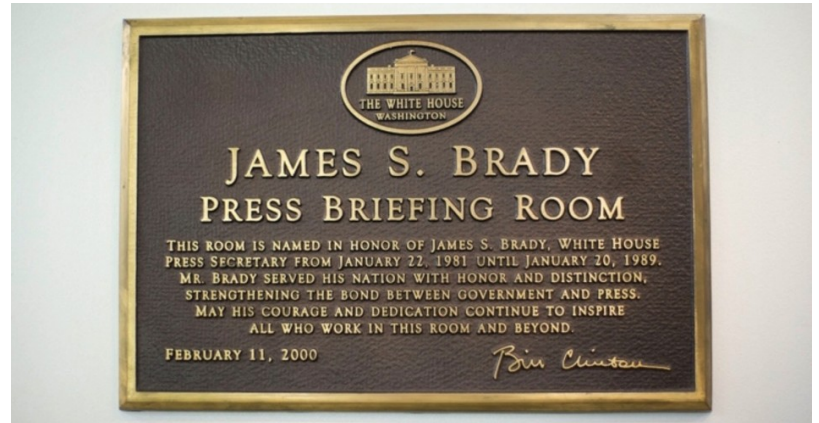 THE WHITE HOUSE
WASHINGTON
JAMES S. BRADY
PRESS BRIEFING ROOM
THIS ROOM IS NAMED IN HONOR OF JAMES S. BRADY, WHITE HOUSE
PRESS SECRETARY FROM JANUARY 22, 1981 UNTIL JANUARY 20, 1989.
MR. BRADY SERVED HIS NATION WITH HONOR AND DISTINCTION,
STRENGTHENING THE BOND BETWEEN GOVERNMENT AND PRESS.
MAY HIS COURAGE AND DEDICATION CONTINUE TO INSPIRE
ALL WHO WORK IN THIS ROOM AND BEYOND.
FEBRUARY 11, 2000
Bill Clinton